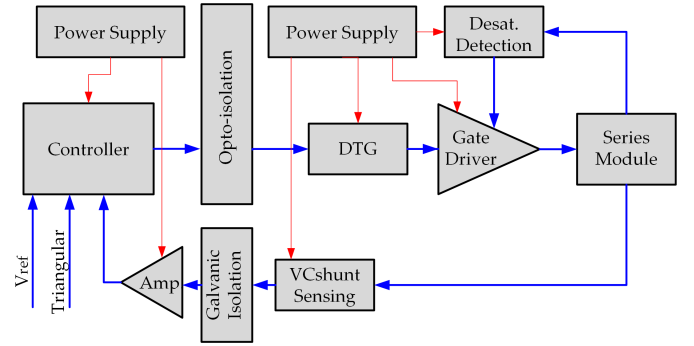 Power Supply
Power Supply
Desat.
Detection
Opto-isolation
Controller
DTG
Gate
Driver
Series
Module
Vref
Triangular
Amp
Galvanic
Isolation
VCshunt
Sensing